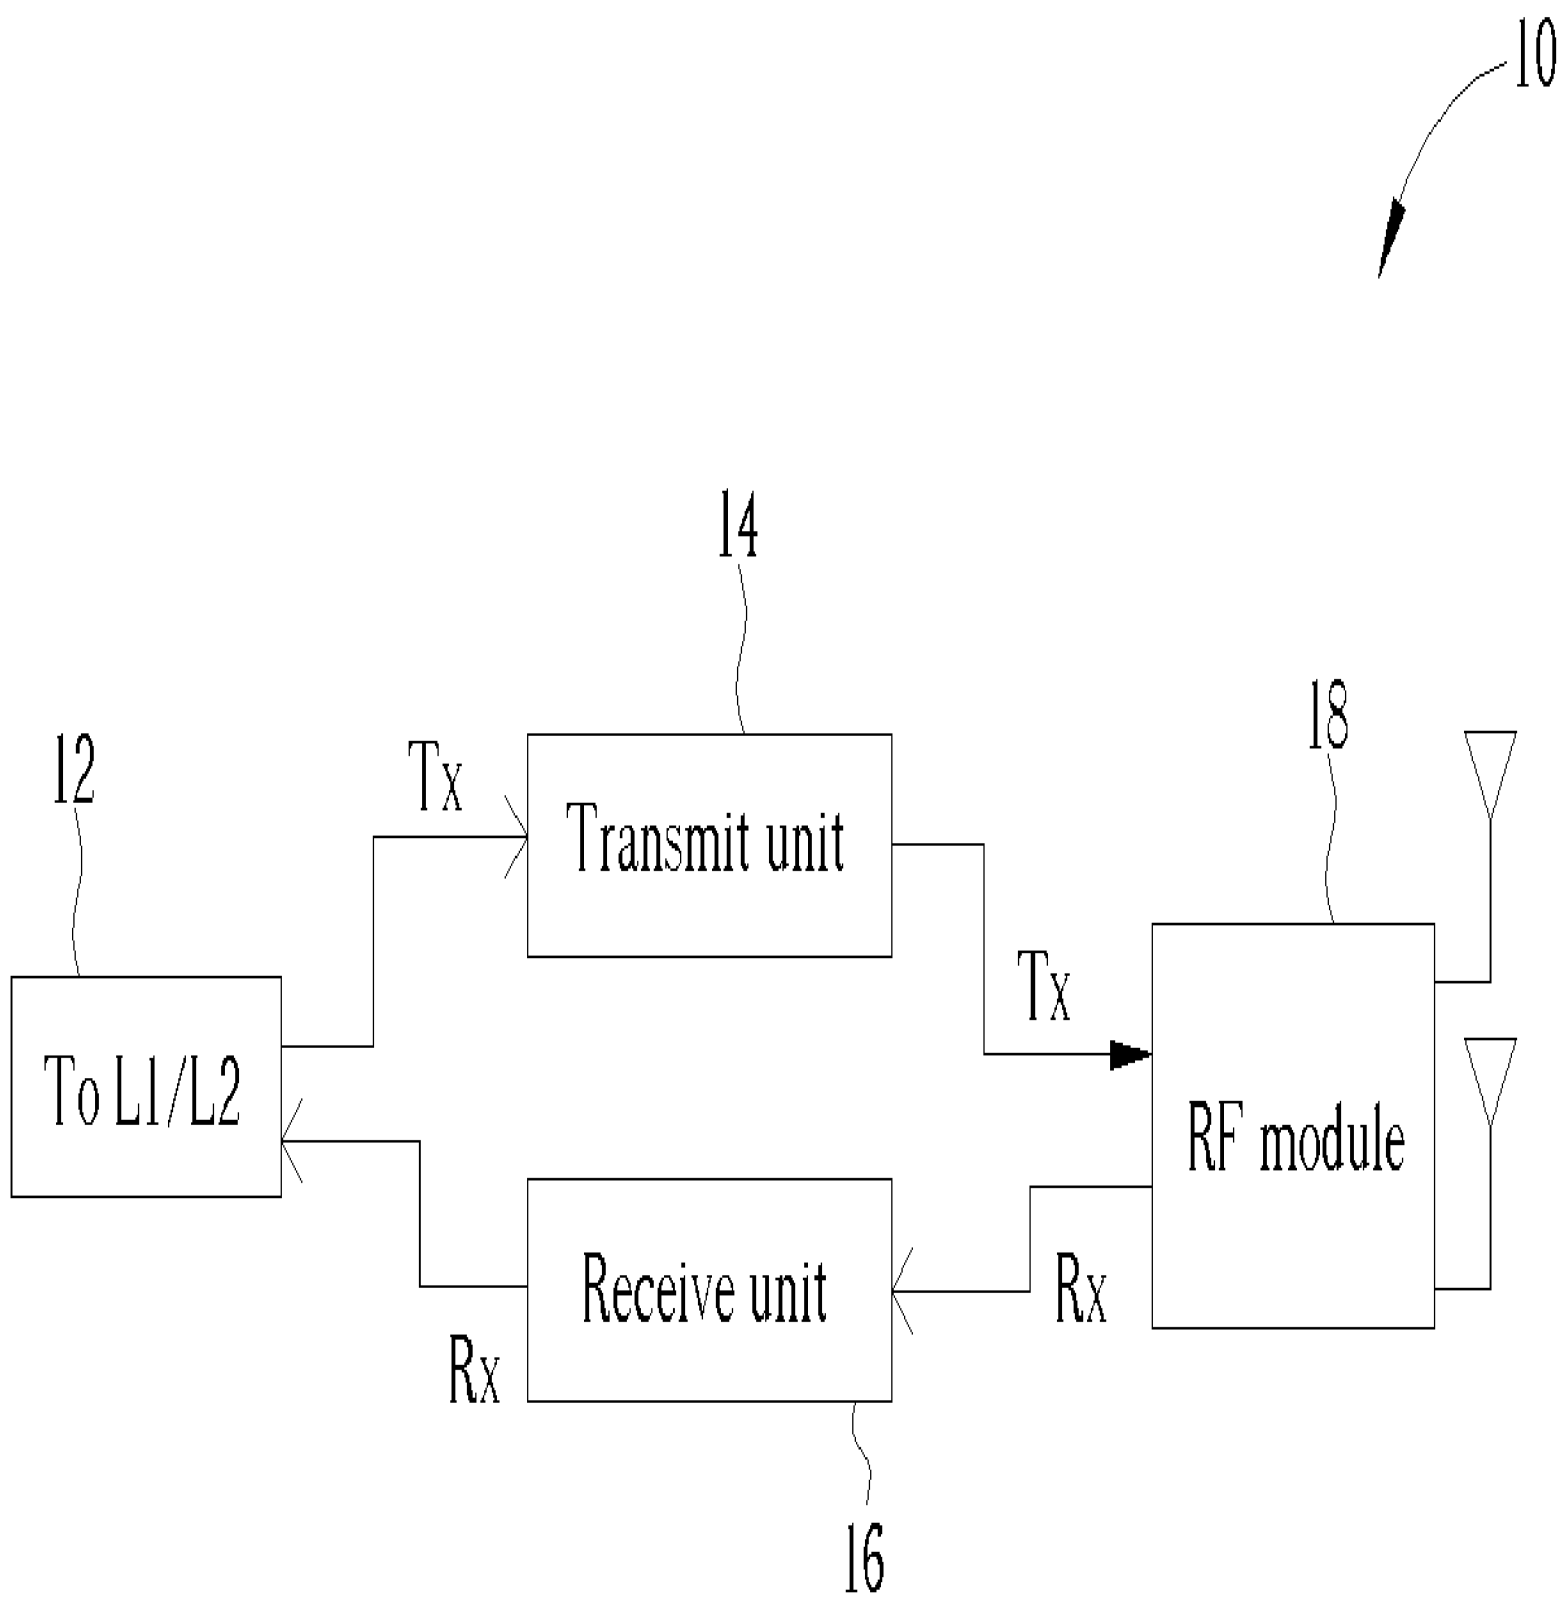 10
14
18
12
Tx
Transmit unit
Tx
To L1/L2
RF module
Receive unit
Rx
Rx
16